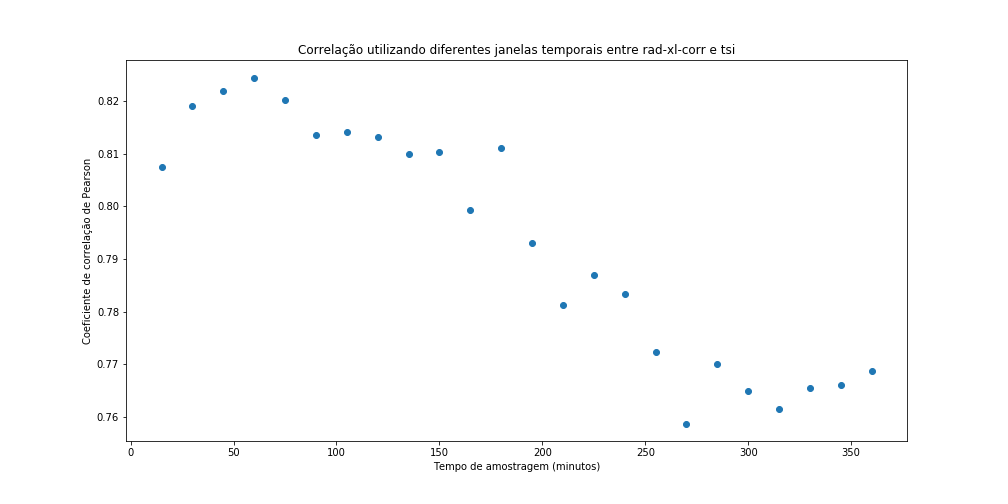 Correlação utilizando diferentes janelas temporais entre rad-xl-corr e tsi
0.82
0.81
0.80
0.79
0.78
0.77
0.76
Coeficiente de correlação de Pearson
0 50 100 150 200 250 300 350
Tempo de amostragem (minutos)